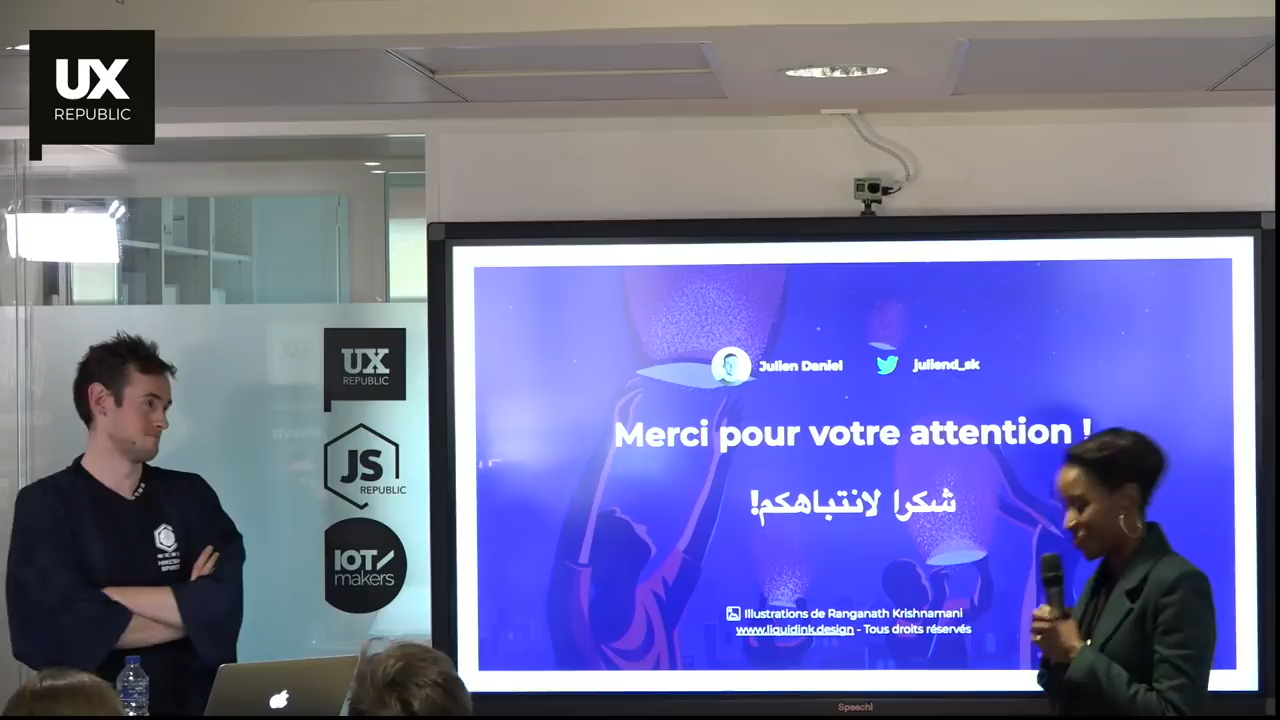 UX
REPUBLIC
UX
REPUBLIC
JS
REPUBLIC
IOT/
makers
Julien Daniel
juliend_sk
Merci pour votre attention !
شكرا لانتباهكم!
Illustrations de Ranganath Krishnamani
www.liquidink.design - Tous droits réservés
Speechi